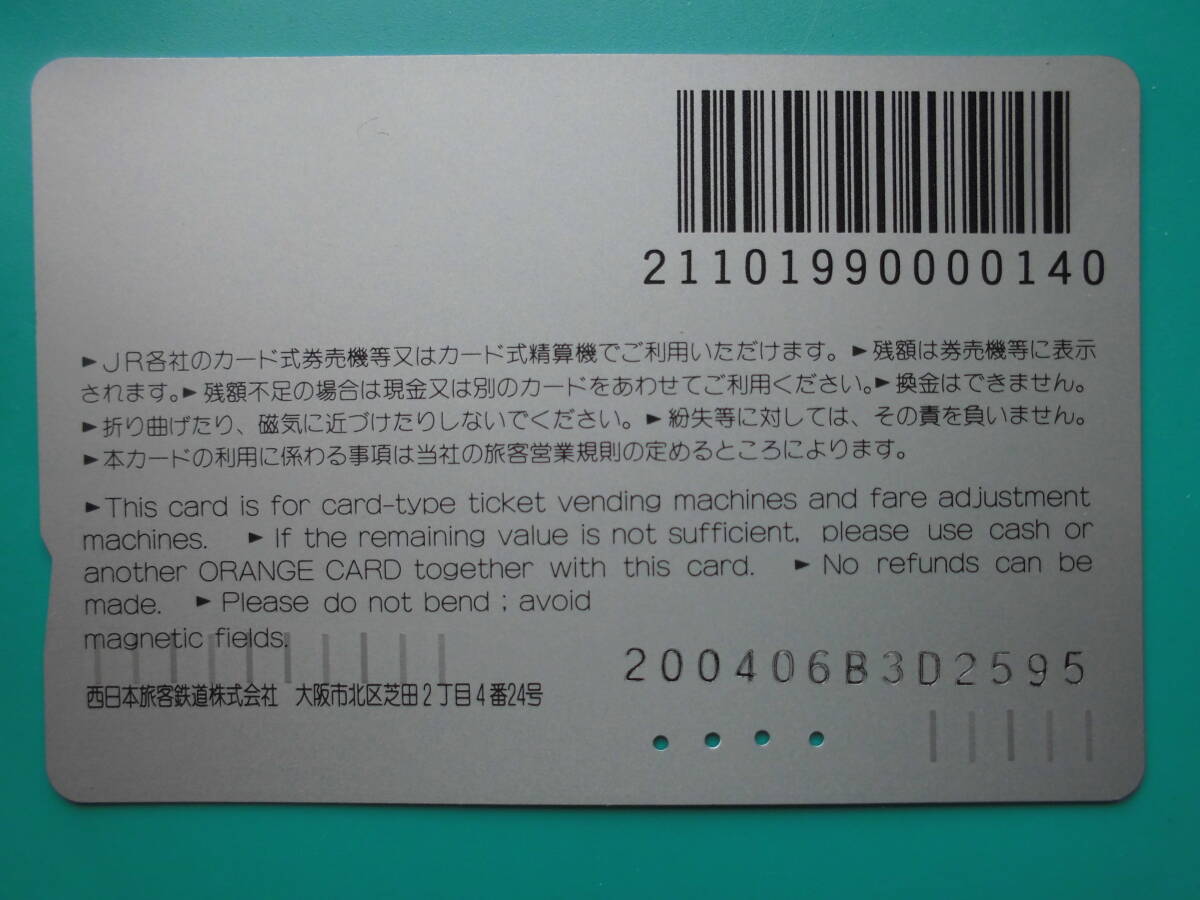 21101990000140
►JR各社のカード式券売機等又はカード式精算機でご利用いただけます。►残額は券売機等に表示
されます。►残額不足の場合は現金又は別のカードをあわせてご利用ください。►換金はできません。
►折り曲げたり、磁気に近づけたりしないでください。►紛失等に対しては、その責を負いません。
►本カードの利用に係わる事項は当社の旅客営業規則の定めるところによります。
►This card is for card-type ticket vending machines and fare adjustment
machines. ►If the remaining value is not sufficient, please use cash or
another ORANGE CARD together with this card. ►No refunds can be
made. ►Please do not bend ; avoid
magnetic fields.
200406B3D2595
西日本旅客鉄道株式会社 大阪市北区芝田2丁目4番24号